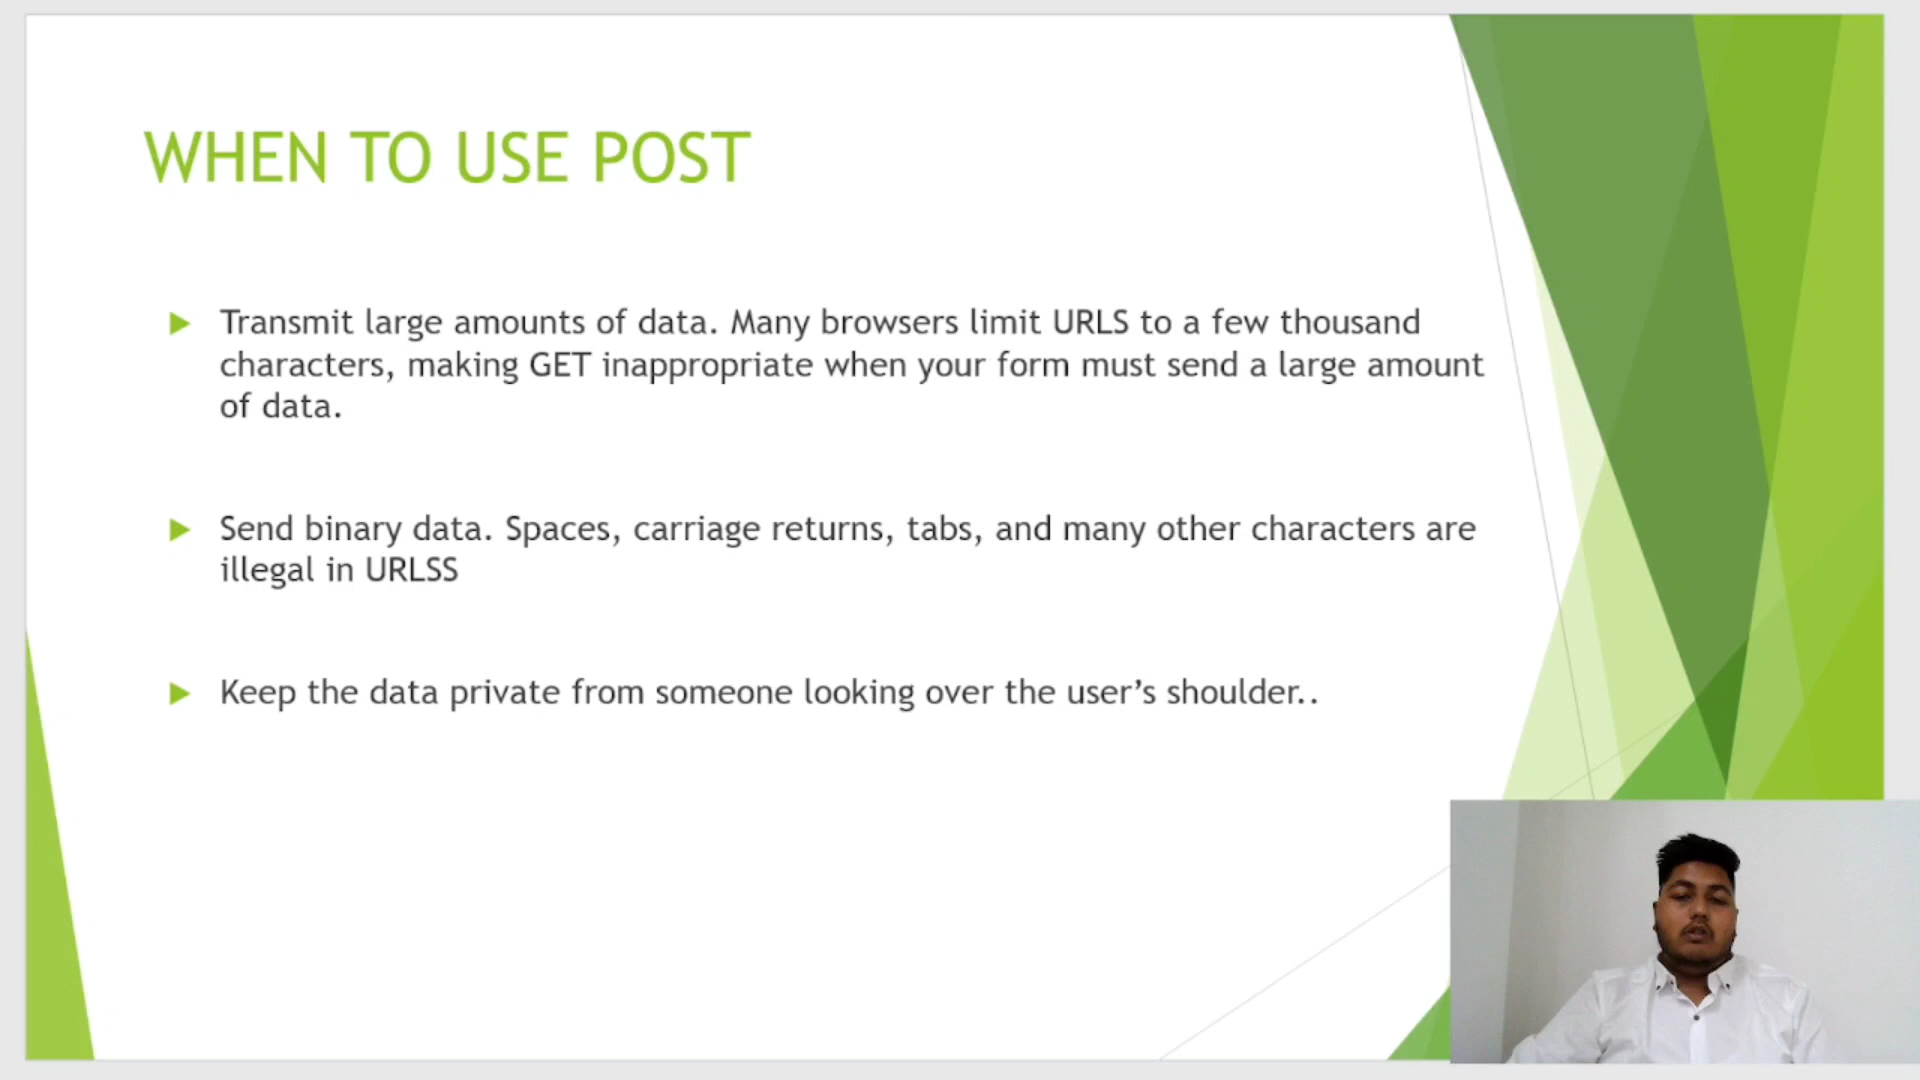 WHEN TO USE POST
Transmit large amounts of data. Many browsers limit URLS to a few thousand
characters, making GET inappropriate when your form must send a large amount
of data.
Send binary data. Spaces, carriage returns, tabs, and many other characters are
illegal in URLSS
Keep the data private from someone looking over the user’s shoulder..